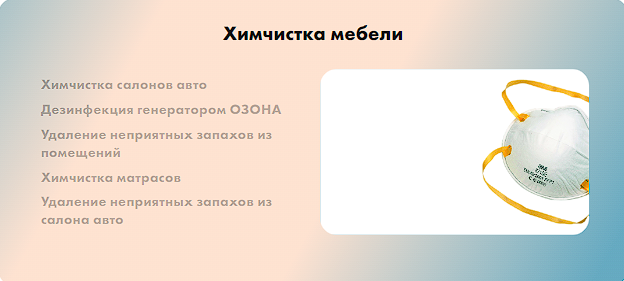 Химчистка мебели
Химчистка салонов авто
Дезинфекция генератором ОЗОНА
Удаление неприятных запахов из
помещений
Химчистка матрасов
Удаление неприятных запахов из
салона авто